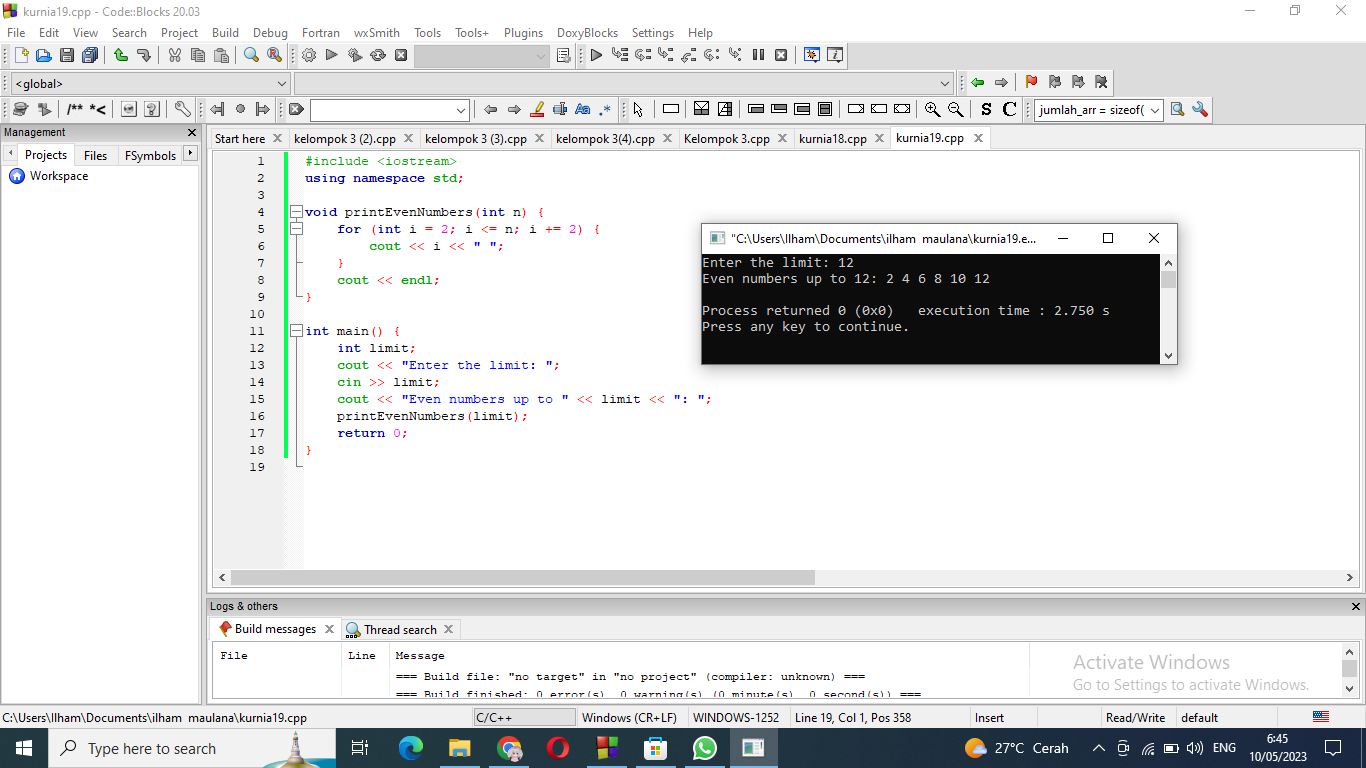 kurnia19.cpp - Code::Blocks 20.03
File Edit View Search Project Build Debug Fortran wxSmith Tools Tools+ Plugins DoxyBlocks Settings Help
<global>
/** *< Aa .* S C jumlah_arr = sizeof(
Management
Projects Files FSymbols
Workspace
Start here kelompok 3 (2).cpp kelompok 3 (3).cpp kelompok 3(4).cpp Kelompok 3.cpp kurnia18.cpp kurnia19.cpp
1 #include <iostream>
2 using namespace std;
3
4 void printEvenNumbers(int n) {
5 for (int i = 2; i <= n; i += 2) {
6 cout << i << " ";
7 }
8 cout << endl;
9 }
10
11 int main() {
12 int limit;
13 cout << "Enter the limit: ";
14 cin >> limit;
15 cout << "Even numbers up to " << limit << ": ";
16 printEvenNumbers(limit);
17 return 0;
18 }
19
"C:\Users\Ilham\Documents\ilham maulana\kurnia19.e...
Enter the limit: 12
Even numbers up to 12: 2 4 6 8 10 12
Process returned 0 (0x0) execution time : 2.750 s
Press any key to continue.
Logs & others
Build messages Thread search
File Line Message
=== Build file: "no target" in "no project" (compiler: unknown) ===
=== Build finished: 0 error(s), 0 warning(s) (0 minute(s), 0 second(s)) ===
Activate Windows
Go to Settings to activate Windows.
C:\Users\Ilham\Documents\ilham maulana\kurnia19.cpp C/C++ Windows (CR+LF) WINDOWS-1252 Line 19, Col 1, Pos 358 Insert Read/Write default
Type here to search 27°C Cerah ENG 6:45
10/05/2023